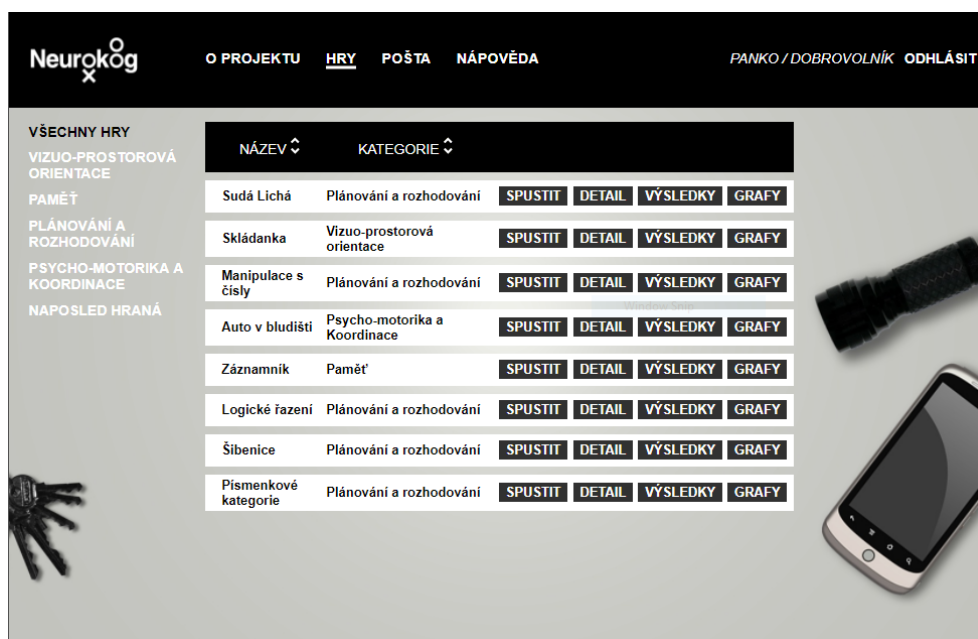 Neurokog
O PROJEKTU HRY POŠTA NÁPOVĚDA PANKO / DOBROVOLNÍK ODHLÁSIT
VŠECHNY HRY
VIZUO-PROSTOROVÁ
ORIENTACE
PAMĚŤ
PLÁNOVÁNÍ A
ROZHODOVÁNÍ
PSYCHO-MOTORIKA A
KOORDINACE
NAPOSLED HRANÁ
NÁZEV KATEGORIE
Sudá Lichá Plánování a rozhodování SPUSTIT DETAIL VÝSLEDKY GRAFY
Skládanka Vizuo-prostorová
orientace SPUSTIT DETAIL VÝSLEDKY GRAFY
Manipulace s
čísly Plánování a rozhodování SPUSTIT DETAIL VÝSLEDKY GRAFY
Window Snip
Auto v bludišti Psycho-motorika a
Koordinace SPUSTIT DETAIL VÝSLEDKY GRAFY
Záznamník Paměť SPUSTIT DETAIL VÝSLEDKY GRAFY
Logické řazení Plánování a rozhodování SPUSTIT DETAIL VÝSLEDKY GRAFY
Šibenice Plánování a rozhodování SPUSTIT DETAIL VÝSLEDKY GRAFY
Písmenkové
kategorie Plánování a rozhodování SPUSTIT DETAIL VÝSLEDKY GRAFY